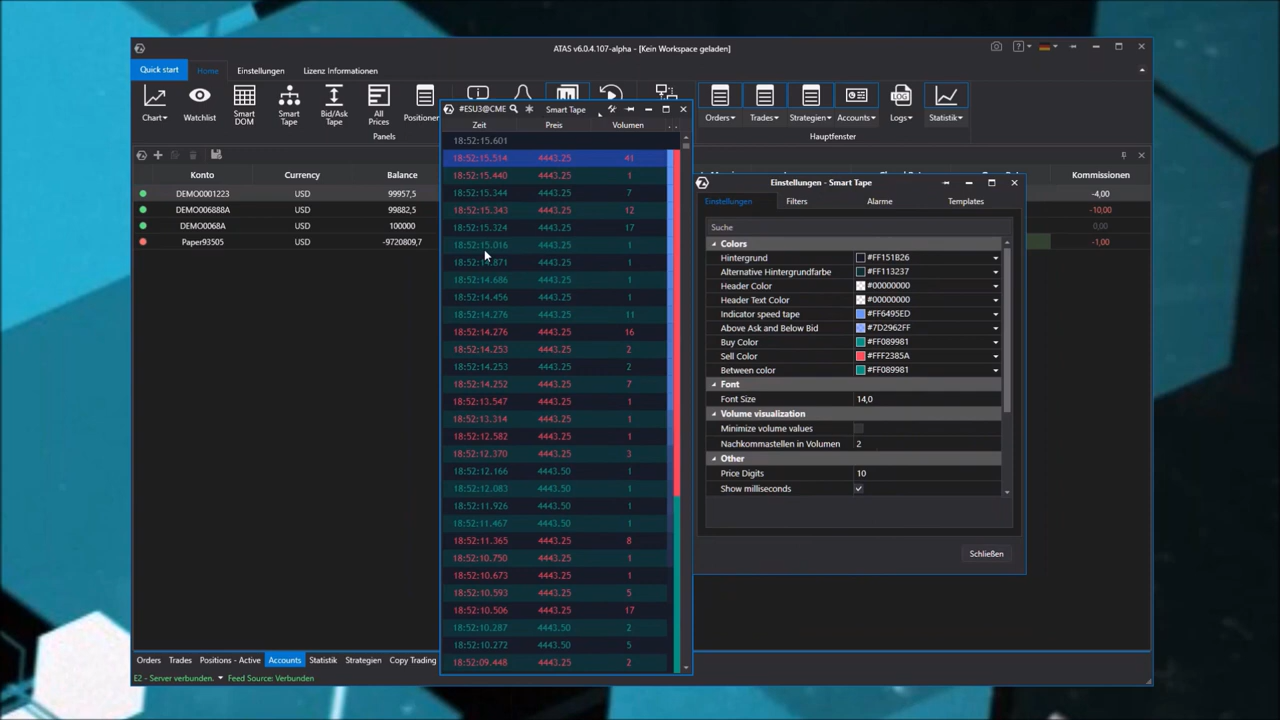 ATAS v6.0.4.107-alpha - [Kein Workspace geladen]
Quick start Home Einstellungen Lizenz Informationen
Chart Watchlist Smart DOM Smart Tape Bid/Ask Tape All Prices Positionen Orders Trades Strategien Accounts Logs Statistik
Panels Hauptfenster
Konto Currency Balance Kommissionen
DEMO0001223 USD 99957,5 -4,00
DEMO006888A USD 99882,5 -10,00
DEMO0068A USD 100000 0,00
Paper93505 USD -9720809,7 -1,00
#ESU3@CME Smart Tape
Zeit Preis Volumen ...
18:52:15.601
18:52:15.514 4443.25 41
18:52:15.440 4443.25 1
18:52:15.344 4443.25 7
18:52:15.343 4443.25 12
18:52:15.324 4443.25 17
18:52:15.016 4443.25 1
18:52:14.871 4443.25 1
18:52:14.686 4443.25 1
18:52:14.456 4443.25 1
18:52:14.276 4443.25 11
18:52:14.276 4443.25 16
18:52:14.253 4443.25 2
18:52:14.253 4443.25 2
18:52:14.252 4443.25 7
18:52:13.547 4443.25 1
18:52:13.314 4443.25 1
18:52:12.582 4443.25 1
18:52:12.370 4443.25 3
18:52:12.166 4443.50 1
18:52:12.083 4443.50 1
18:52:11.926 4443.50 1
18:52:11.467 4443.50 1
18:52:11.365 4443.25 8
18:52:10.750 4443.25 1
18:52:10.673 4443.25 1
18:52:10.593 4443.25 5
18:52:10.506 4443.25 17
18:52:10.287 4443.50 2
18:52:10.272 4443.50 5
18:52:09.448 4443.25 2
Einstellungen - Smart Tape
Einstellungen Filters Alarme Templates
Suche
Colors
Hintergrund #FF151B26
Alternative Hintergrundfarbe #FF113237
Header Color #00000000
Header Text Color #00000000
Indicator speed tape #FF6495ED
Above Ask and Below Bid #7D2962FF
Buy Color #FF089981
Sell Color #FFF2385A
Between color #FF089981
Font
Font Size 14,0
Volume visualization
Minimize volume values
Nachkommastellen in Volumen 2
Other
Price Digits 10
Show milliseconds
Schließen
Orders Trades Positions - Active Accounts Statistik Strategien Copy Trading
E2 - Server verbunden. Feed Source: Verbunden